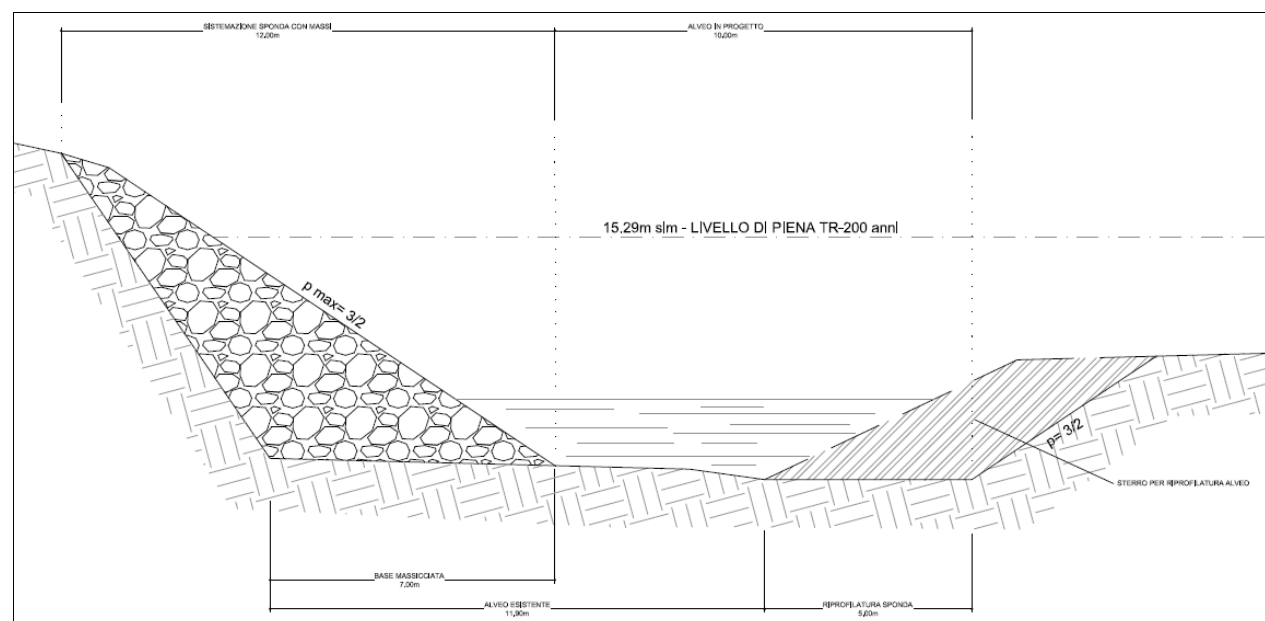 SISTEMAZIONE SPONDA CON MASSI
12,00m
ALVEO IN PROGETTO
10,00m
15,29m slm - LIVELLO DI PIENA TR-200 anni
p max= 3/2
p= 3/2
STERRO PER RIPROFILATURA ALVEO
BASE MASSICCIATA
7,00m
ALVEO ESISTENTE
11,90m
RIPROFILATURA SPONDA
5,00m